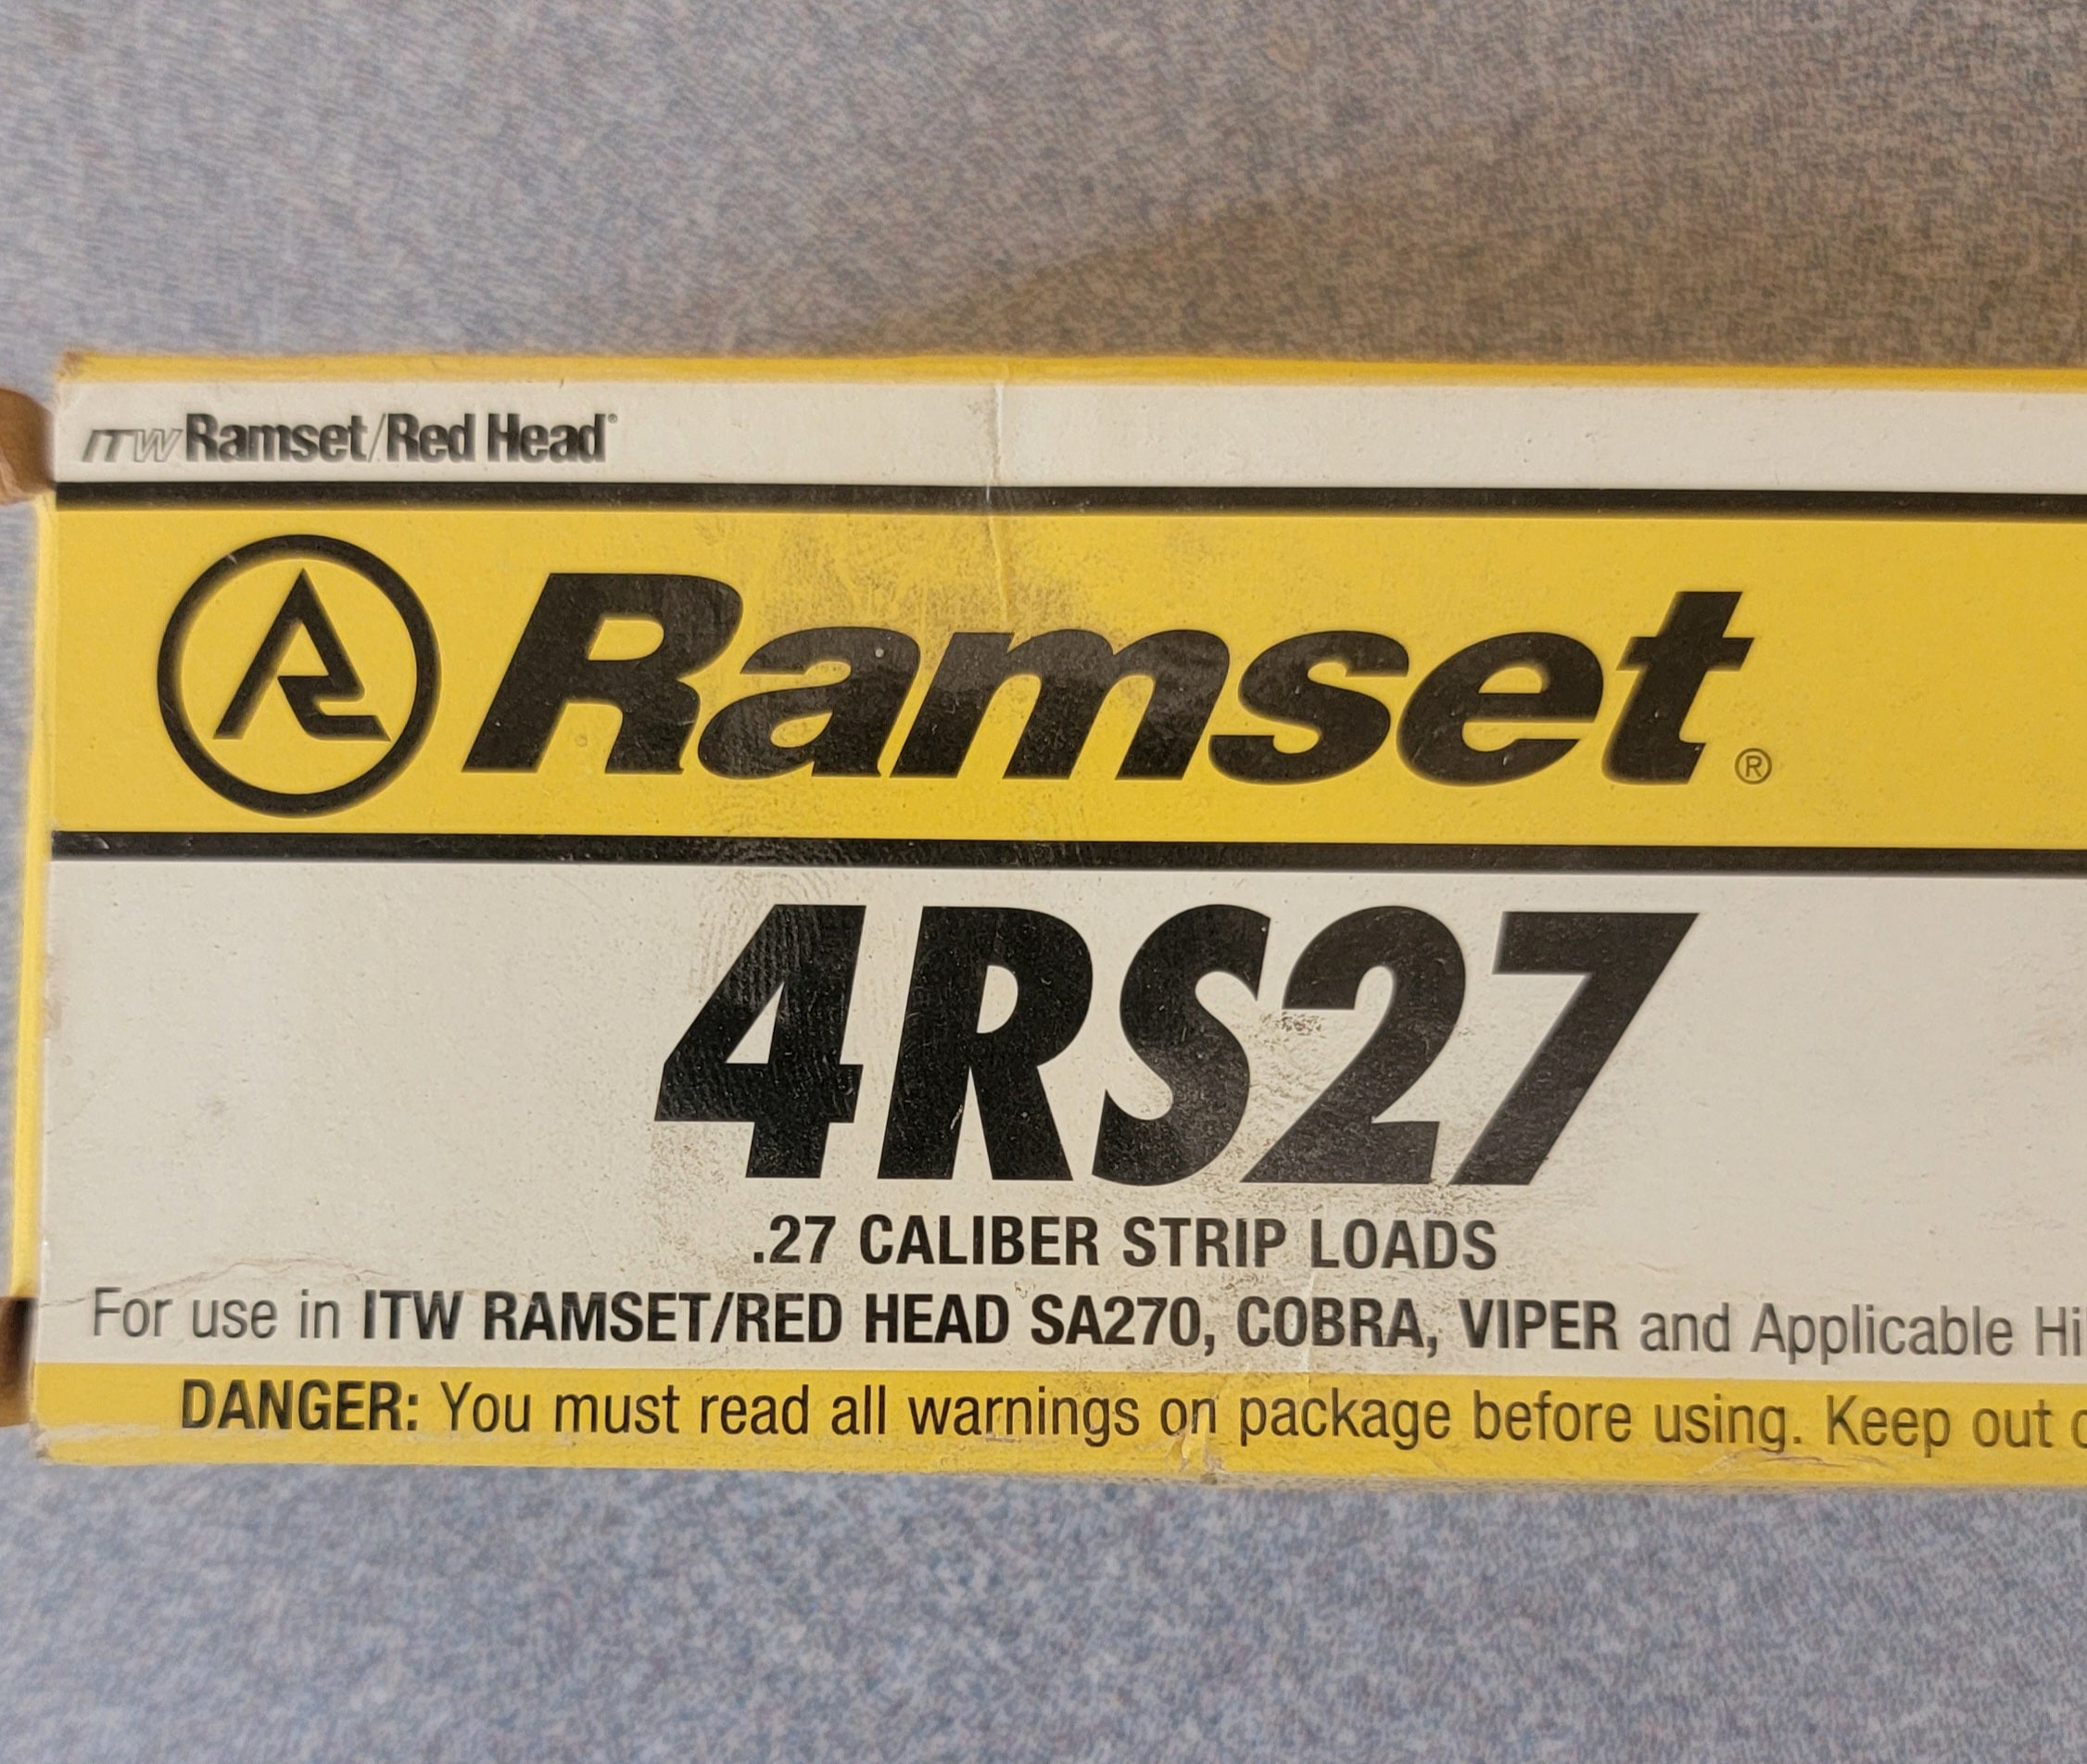 ITW Ramset/Red Head®
Ramset®
4RS27
.27 CALIBER STRIP LOADS
For use in ITW RAMSET/RED HEAD SA270, COBRA, VIPER and Applicable Hi
DANGER: You must read all warnings on package before using. Keep out